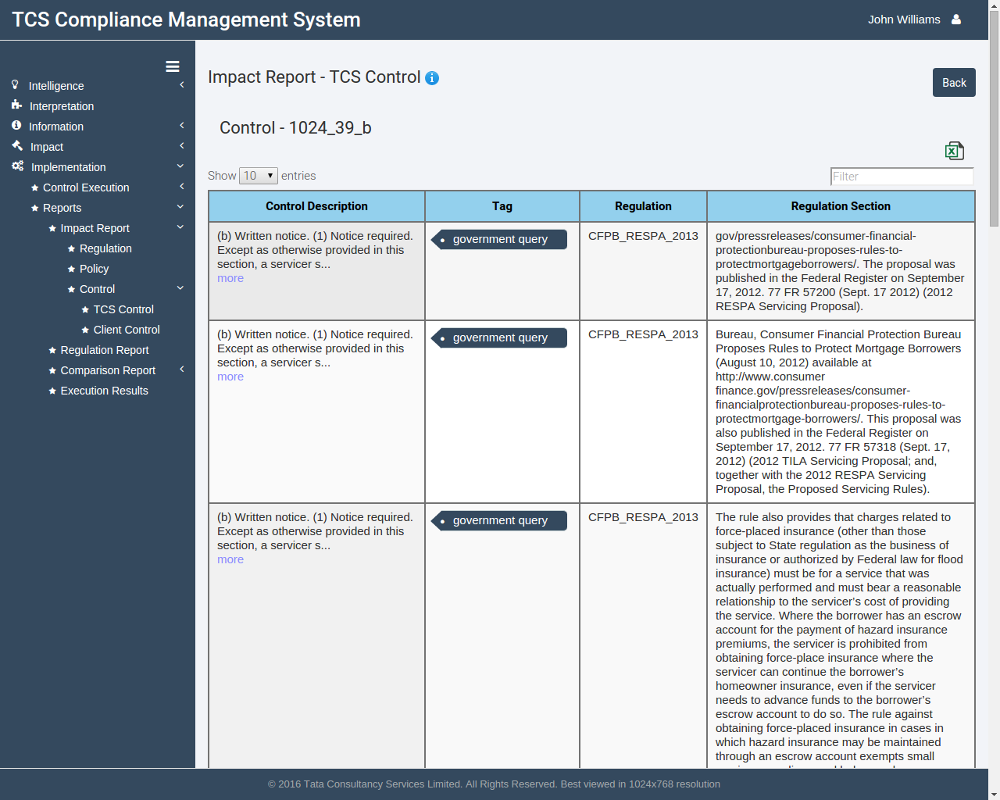 TCS Compliance Management System
John Williams
Intelligence
Interpretation
Information
Impact
Implementation
Control Execution
Reports
Impact Report
Regulation
Policy
Control
TCS Control
Client Control
Regulation Report
Comparison Report
Execution Results
Impact Report - TCS Control
Back
Control - 1024_39_b
Show 10 entries
Filter
Control Description Tag Regulation Regulation Section
(b) Written notice. (1) Notice required.
Except as otherwise provided in this
section, a servicer s...
more
government query
CFPB_RESPA_2013
gov/pressreleases/consumer-financial-
protectionbureau-proposes-rules-to-
protectmortgageborrowers/. The proposal was
published in the Federal Register on September
17, 2012. 77 FR 57200 (Sept. 17 2012) (2012
RESPA Servicing Proposal).
(b) Written notice. (1) Notice required.
Except as otherwise provided in this
section, a servicer s...
more
government query
CFPB_RESPA_2013
Bureau, Consumer Financial Protection Bureau
Proposes Rules to Protect Mortgage Borrowers
(August 10, 2012) available at
http://www.consumer
finance.gov/pressreleases/consumer-
financialprotectionbureau-proposes-rules-to-
protectmortgage-borrowers/. This proposal was
also published in the Federal Register on
September 17, 2012. 77 FR 57318 (Sept. 17,
2012) (2012 TILA Servicing Proposal; and,
together with the 2012 RESPA Servicing
Proposal, the Proposed Servicing Rules).
(b) Written notice. (1) Notice required.
Except as otherwise provided in this
section, a servicer s...
more
government query
CFPB_RESPA_2013
The rule also provides that charges related to
force-placed insurance (other than those
subject to State regulation as the business of
insurance or authorized by Federal law for flood
insurance) must be for a service that was
actually performed and must bear a reasonable
relationship to the servicer's cost of providing
the service. Where the borrower has an escrow
account for the payment of hazard insurance
premiums, the servicer is prohibited from
obtaining force-place insurance where the
servicer can continue the borrower's
homeowner insurance, even if the servicer
needs to advance funds to the borrower's
escrow account to do so. The rule against
obtaining force-placed insurance in cases in
which hazard insurance may be maintained
through an escrow account exempts small
© 2016 Tata Consultancy Services Limited. All Rights Reserved. Best viewed in 1024x768 resolution